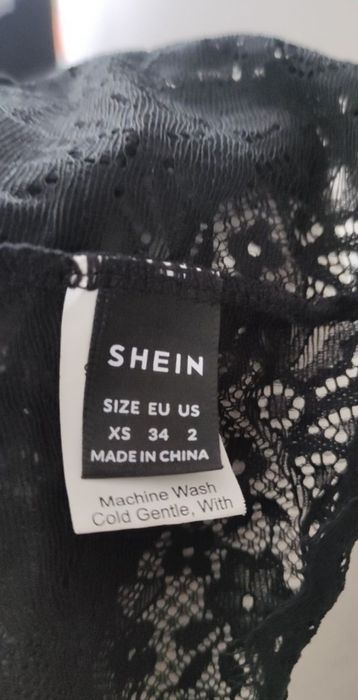 SHEIN
SIZE EU US
XS 34 2
MADE IN CHINA
Machine Wash
Cold Gentle, With